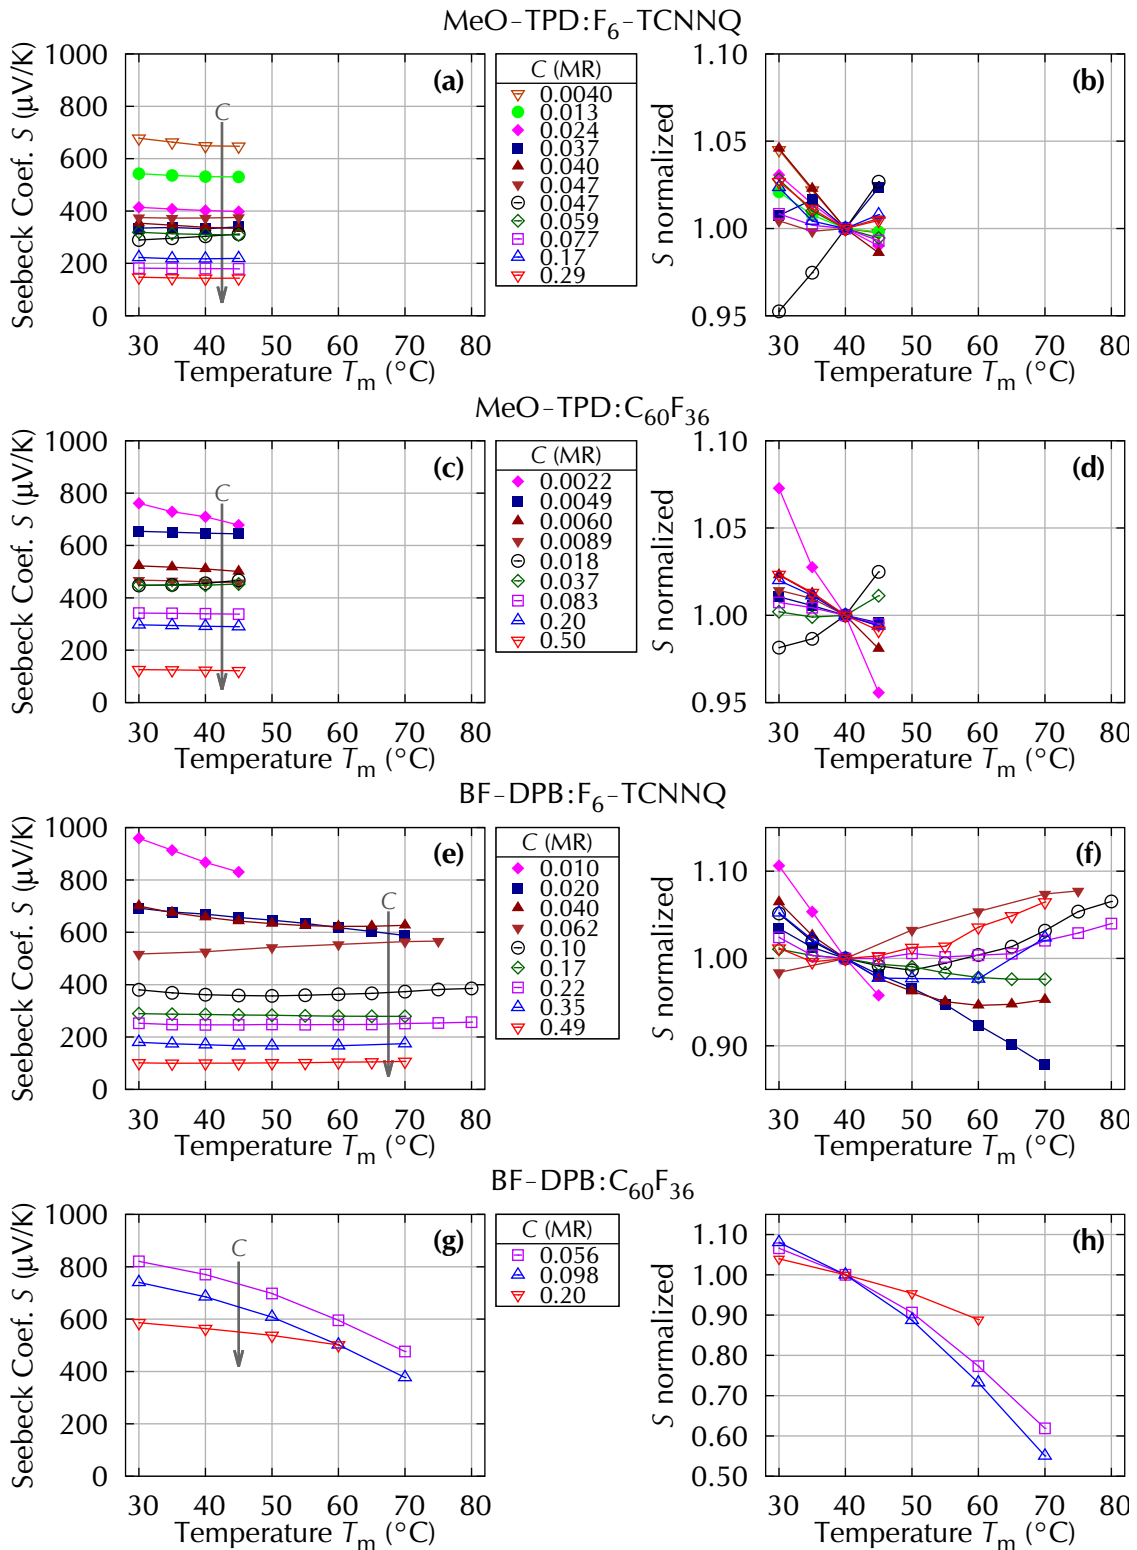 MeO-TPD:F6-TCNNQ
Seebeck Coef. S (µV/K)
1000
800
600
400
200
0
(a)
C
30 40 50 60 70 80
Temperature Tm (°C)
C (MR)
0.0040
0.013
0.024
0.037
0.040
0.047
0.047
0.059
0.077
0.17
0.29
S normalized
1.10
1.05
1.00
0.95
(b)
30 40 50 60 70 80
Temperature Tm (°C)
MeO-TPD:C60F36
Seebeck Coef. S (µV/K)
1000
800
600
400
200
0
(c)
C
30 40 50 60 70 80
Temperature Tm (°C)
C (MR)
0.0022
0.0049
0.0060
0.0089
0.018
0.037
0.083
0.20
0.50
S normalized
1.10
1.05
1.00
0.95
(d)
30 40 50 60 70 80
Temperature Tm (°C)
BF-DPB:F6-TCNNQ
Seebeck Coef. S (µV/K)
1000
800
600
400
200
0
(e)
C
30 40 50 60 70 80
Temperature Tm (°C)
C (MR)
0.010
0.020
0.040
0.062
0.10
0.17
0.22
0.35
0.49
S normalized
1.10
1.00
0.90
(f)
30 40 50 60 70 80
Temperature Tm (°C)
BF-DPB:C60F36
Seebeck Coef. S (µV/K)
1000
800
600
400
200
0
(g)
C
30 40 50 60 70 80
Temperature Tm (°C)
C (MR)
0.056
0.098
0.20
S normalized
1.10
1.00
0.90
0.80
0.70
0.60
0.50
(h)
30 40 50 60 70 80
Temperature Tm (°C)